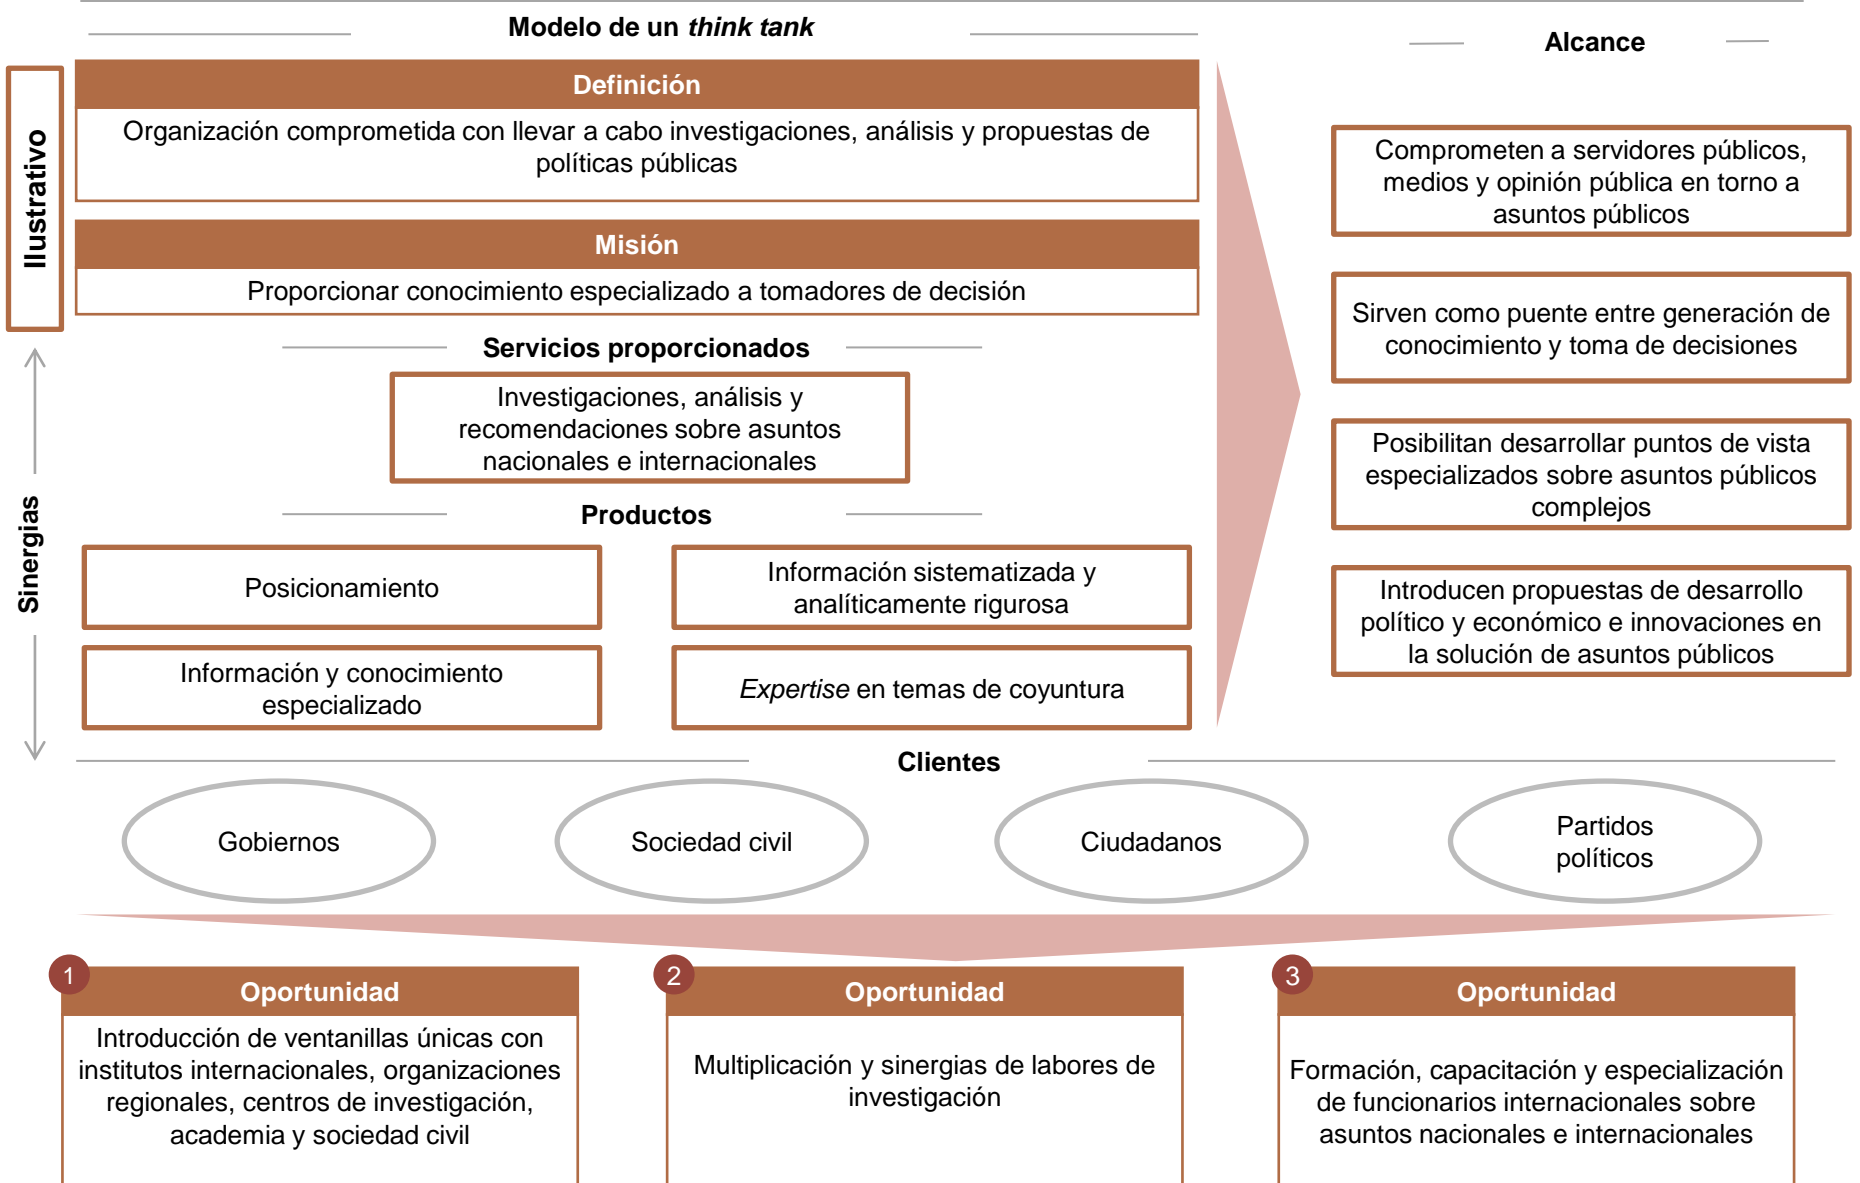 Modelo de un think tank
Alcance
Ilustrativo
Definición
Organización comprometida con llevar a cabo investigaciones, análisis y propuestas de
políticas públicas
Misión
Proporcionar conocimiento especializado a tomadores de decisión
Servicios proporcionados
Investigaciones, análisis y
recomendaciones sobre asuntos
nacionales e internacionales
Sinergias
Productos
Posicionamiento
Información sistematizada y
analíticamente rigurosa
Información y conocimiento
especializado
Expertise en temas de coyuntura
Comprometen a servidores públicos,
medios y opinión pública en torno a
asuntos públicos
Sirven como puente entre generación de
conocimiento y toma de decisiones
Posibilitan desarrollar puntos de vista
especializados sobre asuntos públicos
complejos
Introducen propuestas de desarrollo
político y económico e innovaciones en
la solución de asuntos públicos
Clientes
Gobiernos
Sociedad civil
Ciudadanos
Partidos
políticos
1
Oportunidad
Introducción de ventanillas únicas con
institutos internacionales, organizaciones
regionales, centros de investigación,
academia y sociedad civil
2
Oportunidad
Multiplicación y sinergias de labores de
investigación
3
Oportunidad
Formación, capacitación y especialización
de funcionarios internacionales sobre
asuntos nacionales e internacionales